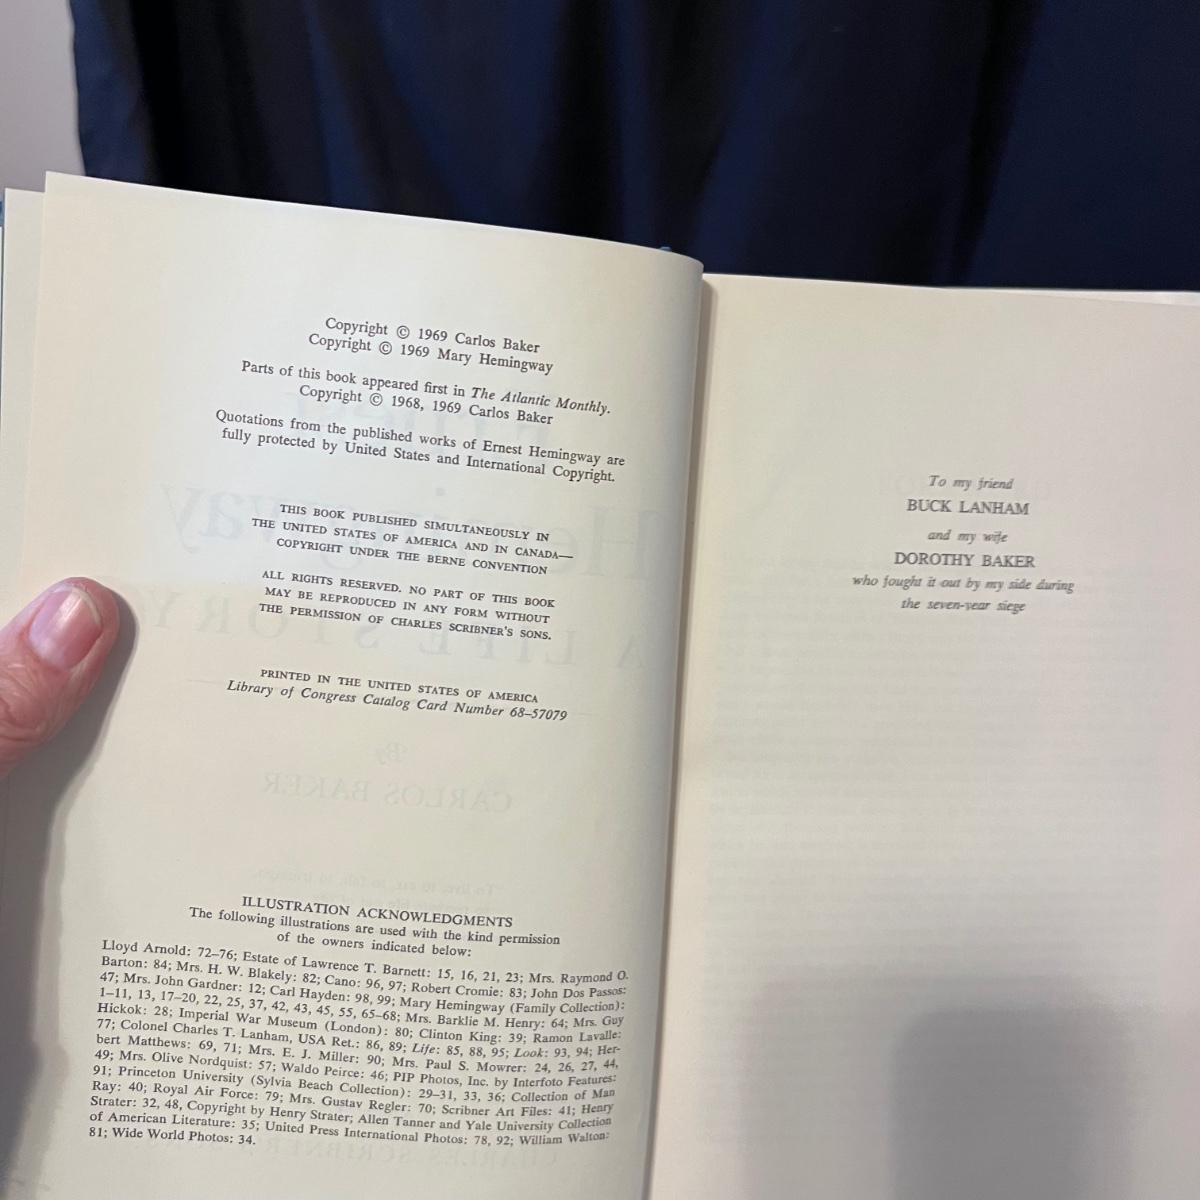 Copyright © 1969 Carlos Baker
Copyright © 1969 Mary Hemingway
Parts of this book appeared first in The Atlantic Monthly.
Copyright © 1968, 1969 Carlos Baker
Quotations from the published works of Ernest Hemingway are
fully protected by United States and International Copyright.
THIS BOOK PUBLISHED SIMULTANEOUSLY IN
THE UNITED STATES OF AMERICA AND IN CANADA—
COPYRIGHT UNDER THE BERNE CONVENTION
ALL RIGHTS RESERVED. NO PART OF THIS BOOK
MAY BE REPRODUCED IN ANY FORM WITHOUT
THE PERMISSION OF CHARLES SCRIBNER'S SONS.
PRINTED IN THE UNITED STATES OF AMERICA
Library of Congress Catalog Card Number 68–57079
ILLUSTRATION ACKNOWLEDGMENTS
The following illustrations are used with the kind permission
of the owners indicated below:
Lloyd Arnold: 72–76; Estate of Lawrence T. Barnett: 15, 16, 21, 23; Mrs. Raymond O.
Barton: 84; Mrs. H. W. Blakely: 82; Cano: 96, 97; Robert Cromie: 83; John Dos Passos:
47; Mrs. John Gardner: 12; Carl Hayden: 98, 99; Mary Hemingway (Family Collection):
1–11, 13, 17–20, 22, 25, 37, 42, 43, 45, 55, 65–68; Mrs. Barklie M. Henry: 64; Mrs. Guy
Hickok: 28; Imperial War Museum (London): 80; Clinton King: 39; Ramon Lavalle:
77; Colonel Charles T. Lanham, USA Ret.: 86, 89; Life: 85, 88, 95; Look: 93, 94; Her-
bert Matthews: 69, 71; Mrs. E. J. Miller: 90; Mrs. Paul S. Mowrer: 24, 26, 27, 44,
49; Mrs. Olive Nordquist: 57; Waldo Peirce: 46; PIP Photos, Inc. by Interfoto Features:
91; Princeton University (Sylvia Beach Collection): 29–31, 33, 36; Collection of Man
Ray: 40; Royal Air Force: 79; Mrs. Gustav Regler: 70; Scribner Art Files: 41; Henry
Strater: 32, 48, Copyright by Henry Strater; Allen Tanner and Yale University Collection
of American Literature: 35; United Press International Photos: 78, 92; William Walton:
81; Wide World Photos: 34.
To my friend
BUCK LANHAM
and my wife
DOROTHY BAKER
who fought it out by my side during
the seven-year siege